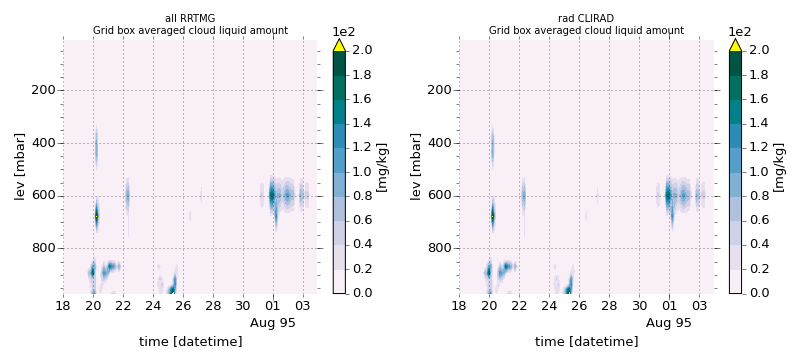 all RRTMG
Grid box averaged cloud liquid amount
1e2
2.0
1.8
1.6
1.4
1.2
1.0
0.8
0.6
0.4
0.2
0.0
[mg/kg]
lev [mbar]
200
400
600
800
18 20 22 24 26 28 30 01 03
Aug 95
time [datetime]
rad CLIRAD
Grid box averaged cloud liquid amount
1e2
2.0
1.8
1.6
1.4
1.2
1.0
0.8
0.6
0.4
0.2
0.0
[mg/kg]
lev [mbar]
200
400
600
800
18 20 22 24 26 28 30 01 03
Aug 95
time [datetime]